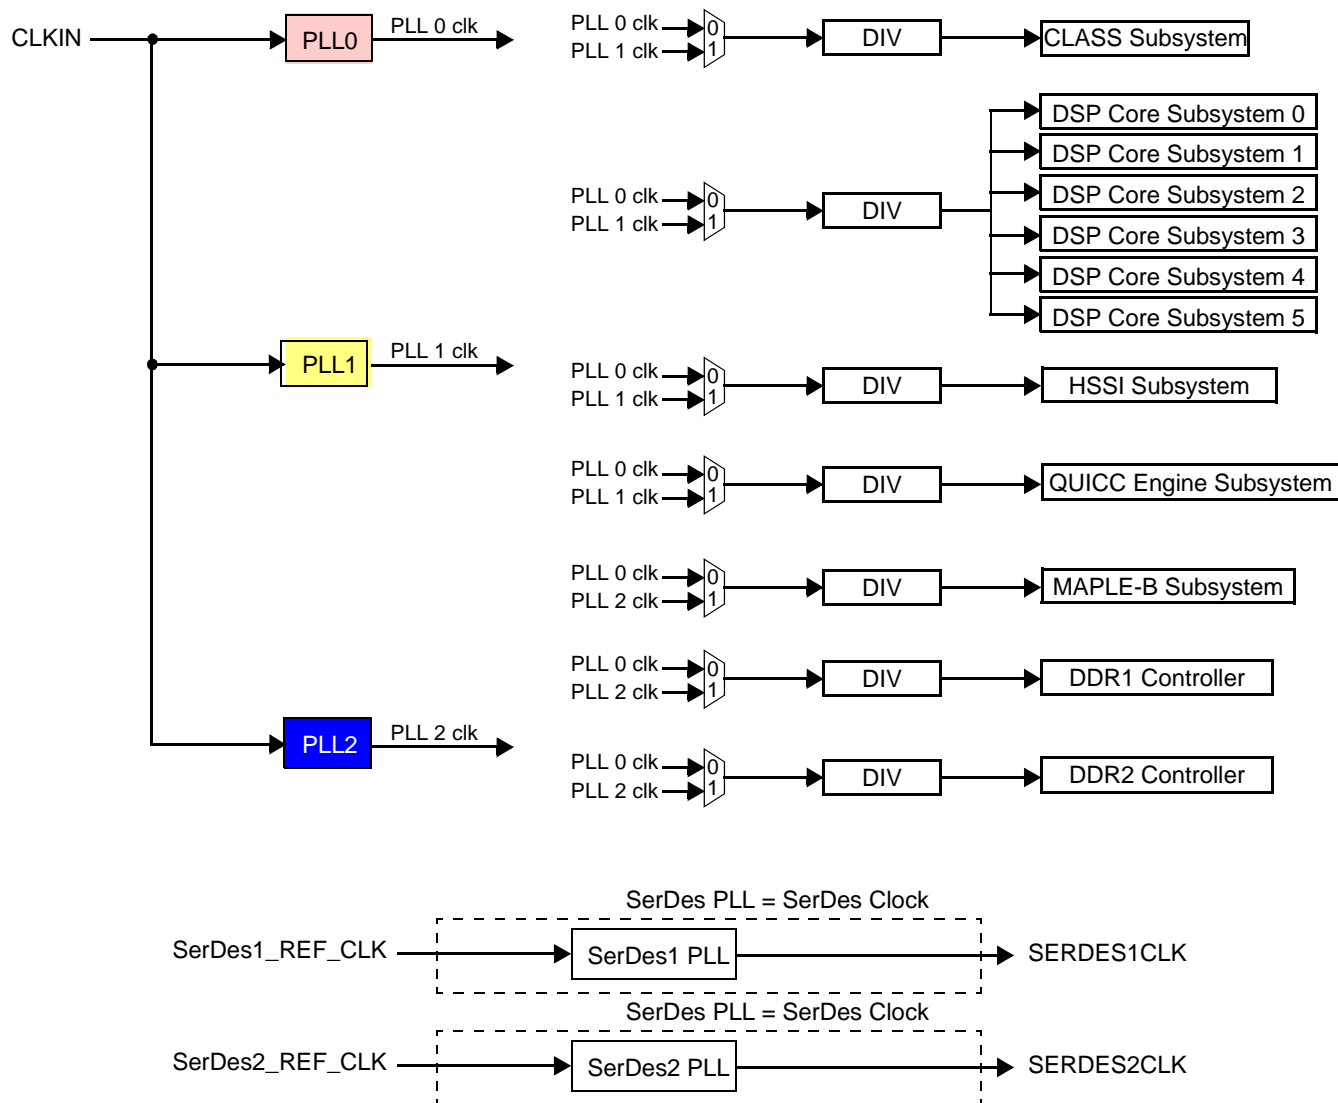 CLKIN
PLL0
PLL 0 clk
PLL 0 clk
PLL 1 clk
0
1
DIV
CLASS Subsystem
PLL 0 clk
PLL 1 clk
0
1
DIV
DSP Core Subsystem 0
DSP Core Subsystem 1
DSP Core Subsystem 2
DSP Core Subsystem 3
DSP Core Subsystem 4
DSP Core Subsystem 5
PLL1
PLL 1 clk
PLL 0 clk
PLL 1 clk
0
1
DIV
HSSI Subsystem
PLL 0 clk
PLL 1 clk
0
1
DIV
QUICC Engine Subsystem
PLL 0 clk
PLL 2 clk
0
1
DIV
MAPLE-B Subsystem
PLL 0 clk
PLL 2 clk
0
1
DIV
DDR1 Controller
PLL2
PLL 2 clk
PLL 0 clk
PLL 2 clk
0
1
DIV
DDR2 Controller
SerDes PLL = SerDes Clock
SerDes1_REF_CLK
SerDes1 PLL
SERDES1CLK
SerDes PLL = SerDes Clock
SerDes2_REF_CLK
SerDes2 PLL
SERDES2CLK